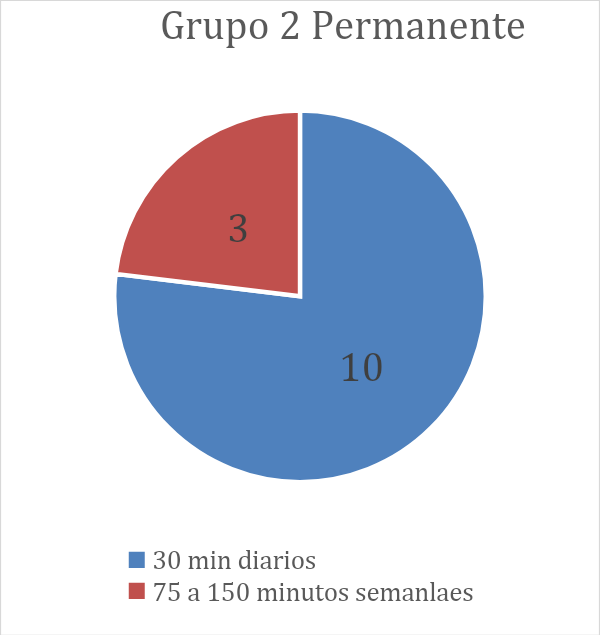 Grupo 2 Permanente
3
10
30 min diarios
75 a 150 minutos semanlaes